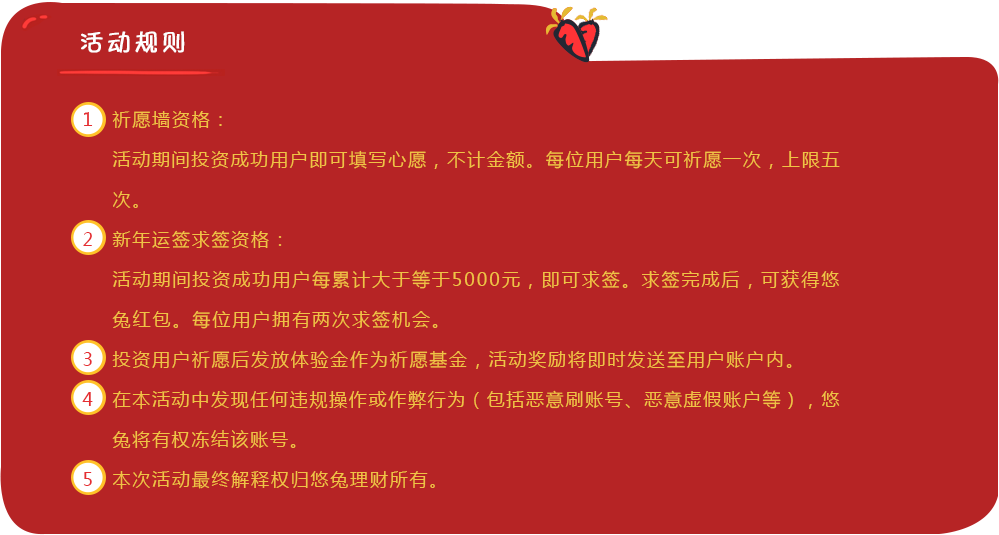 活动规则
1 祈愿墙资格：
活动期间投资成功用户即可填写心愿，不计金额。每位用户每天可祈愿一次，上限五
次。
2 新年运签求签资格：
活动期间投资成功用户每累计大于等于5000元，即可求签。求签完成后，可获得悠
兔红包。每位用户拥有两次求签机会。
3 投资用户祈愿后发放体验金作为祈愿基金，活动奖励将即时发送至用户账户内。
4 在本活动中发现任何违规操作或作弊行为（包括恶意刷账号、恶意虚假账户等），悠
兔将有权冻结该账号。
5 本次活动最终解释权归悠兔理财所有。